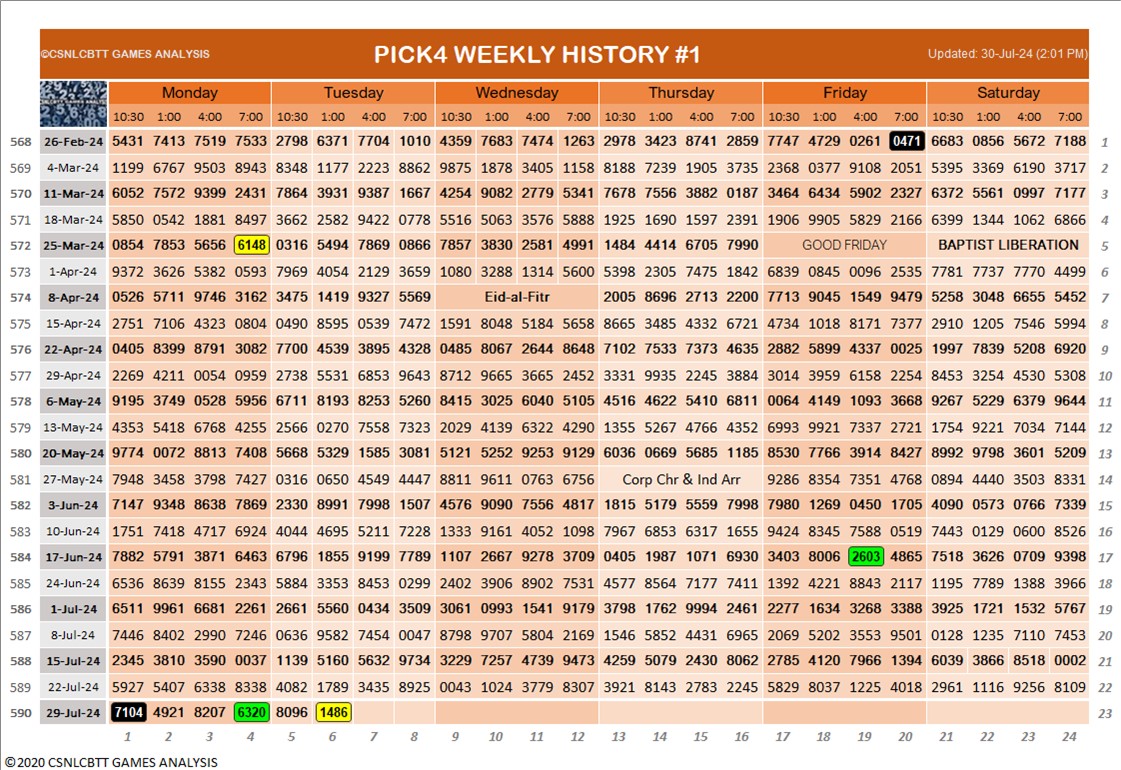 ©CSNLCBTT GAMES ANALYSIS PICK4 WEEKLY HISTORY #1 Updated: 30-Jul-24 (2:01 PM)
Monday Tuesday Wednesday Thursday Friday Saturday
10:30 1:00 4:00 7:00 10:30 1:00 4:00 7:00 10:30 1:00 4:00 7:00 10:30 1:00 4:00 7:00 10:30 1:00 4:00 7:00 10:30 1:00 4:00 7:00
568 26-Feb-24 5431 7413 7519 7533 2798 6371 7704 1010 4359 7683 7474 1263 2978 3423 8741 2859 7747 4729 0261 0471 6683 0856 5672 7188 1
569 4-Mar-24 1199 6767 9503 8943 8348 1177 2223 8862 9875 1878 3405 1158 8188 7239 1905 3735 2368 0377 9108 2051 5395 3369 6190 3717 2
570 11-Mar-24 6052 7572 9399 2431 7864 3931 9387 1667 4254 9082 2779 5341 7678 7556 3882 0187 3464 6434 5902 2327 6372 5561 0997 7177 3
571 18-Mar-24 5850 0542 1881 8497 3662 2582 9422 0778 5516 5063 3576 5888 1925 1690 1597 2391 1906 9905 5829 2166 6399 1344 1062 6866 4
572 25-Mar-24 0854 7853 5656 6148 0316 5494 7869 0866 7857 3830 2581 4991 1484 4414 6705 7990 GOOD FRIDAY BAPTIST LIBERATION 5
573 1-Apr-24 9372 3626 5382 0593 7969 4054 2129 3659 1080 3288 1314 5600 5398 2305 7475 1842 6839 0845 0096 2535 7781 7737 7770 4499 6
574 8-Apr-24 0526 5711 9746 3162 3475 1419 9327 5569 Eid-al-Fitr 2005 8696 2713 2200 7713 9045 1549 9479 5258 3048 6655 5452 7
575 15-Apr-24 2751 7106 4323 0804 0490 8595 0539 7472 1591 8048 5184 5658 8665 3485 4332 6721 4734 1018 8171 7377 2910 1205 7546 5994 8
576 22-Apr-24 0405 8399 8791 3082 7700 4539 3895 4328 0485 8067 2644 8648 7102 7533 7373 4635 2882 5899 4337 0025 1997 7839 5208 6920 9
577 29-Apr-24 2269 4211 0054 0959 2738 5531 6853 9643 8712 9665 3665 2452 3331 9935 2245 3884 3014 3959 6158 2254 8453 3254 4530 5308 10
578 6-May-24 9195 3749 0528 5956 6711 8193 8253 5260 8415 3025 6040 5105 4516 4622 5410 6811 0064 4149 1093 3668 9267 5229 6379 9644 11
579 13-May-24 4353 5418 6768 4255 2566 0270 7558 7323 2029 4139 6322 4290 1355 5267 4766 4352 6993 9921 7337 2721 1754 9221 7034 7144 12
580 20-May-24 9774 0072 8813 7408 5668 5329 1585 3081 5121 5252 9253 9129 6036 0669 5685 1185 8530 7766 3914 8427 8992 9798 3601 5209 13
581 27-May-24 7948 3458 3798 7427 0316 0650 4549 4447 8811 9611 0763 6756 Corp Chr & Ind Arr 9286 8354 7351 4768 0894 4440 3503 8331 14
582 3-Jun-24 7147 9348 8638 7869 2330 8991 7998 1507 4576 9090 7556 4817 1815 5179 5559 7998 7980 1269 0450 1705 4090 0573 0766 7339 15
583 10-Jun-24 1751 7418 4717 6924 4044 4695 5211 7228 1333 9161 4052 1098 7967 6853 6317 1655 9424 8345 7588 0519 7443 0129 0600 8526 16
584 17-Jun-24 7882 5791 3871 6463 6796 1855 9199 7789 1107 2667 9278 3709 0405 1987 1071 6930 3403 8006 2603 4865 7518 3626 0709 9398 17
585 24-Jun-24 6536 8639 8155 2343 5884 3353 8453 0299 2402 3906 8902 7531 4577 8564 7177 7411 1392 4221 8843 2117 1195 7789 1388 3966 18
586 1-Jul-24 6511 9961 6681 2261 2661 5560 0434 3509 3061 0993 1541 9179 3798 1762 9994 2461 2277 1634 3268 3388 3925 1721 1532 5767 19
587 8-Jul-24 7446 8402 2990 7246 0636 9582 7454 0047 8798 9707 5804 2169 1546 5852 4431 6965 2069 5202 3553 9501 0128 1235 7110 7453 20
588 15-Jul-24 2345 3810 3590 0037 1139 5160 5632 9734 3229 7257 4739 9473 4259 5079 2430 8062 2785 4120 7966 1394 6039 3866 8518 0002 21
589 22-Jul-24 5927 5407 6338 8338 4082 1789 3435 8925 0043 1024 3779 8307 3921 8143 2783 2245 5829 8037 1225 4018 2961 1116 9256 8109 22
590 29-Jul-24 7104 4921 8207 6320 8096 1486 23
1 2 3 4 5 6 7 8 9 10 11 12 13 14 15 16 17 18 19 20 21 22 23 24
©2020 CSNLCBTT GAMES ANALYSIS